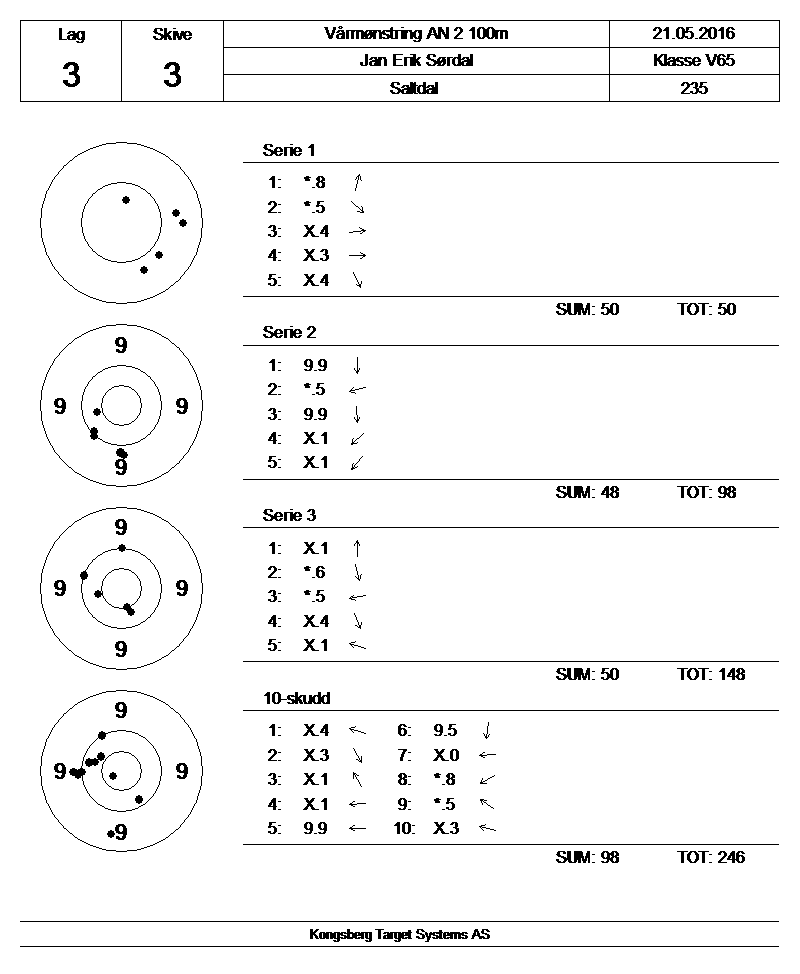 Lag Skive Vårmønstring AN 2 100m 21.05.2016
3 3 Jan Erik Sørdal Klasse V65
Saltdal 235
Serie 1
1: *.8
2: *.5
3: X.4
4: X.3
5: X.4
SUM: 50 TOT: 50
Serie 2
9
9 9
9
1: 9.9
2: *.5
3: 9.9
4: X.1
5: X.1
SUM: 48 TOT: 98
Serie 3
9
9 9
9
1: X.1
2: *.6
3: *.5
4: X.4
5: X.1
SUM: 50 TOT: 148
10-skudd
9
9 9
9
1: X.4 6: 9.5
2: X.3 7: X.0
3: X.1 8: *.8
4: X.1 9: *.5
5: 9.9 10: X.3
SUM: 98 TOT: 246
Kongsberg Target Systems AS